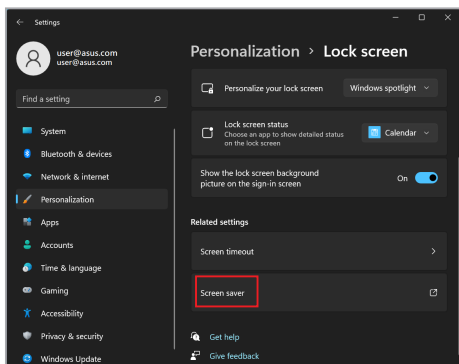 Settings
user@asus.com
user@asus.com
Find a setting
System
Bluetooth & devices
Network & internet
Personalization
Apps
Accounts
Time & language
Gaming
Accessibility
Privacy & security
Windows Update
Personalization > Lock screen
Personalize your lock screen
Windows spotlight
Lock screen status
Choose an app to show detailed status
on the lock screen
Calendar
Show the lock screen background
picture on the sign-in screen
On
Related settings
Screen timeout
Screen saver
Get help
Give feedback